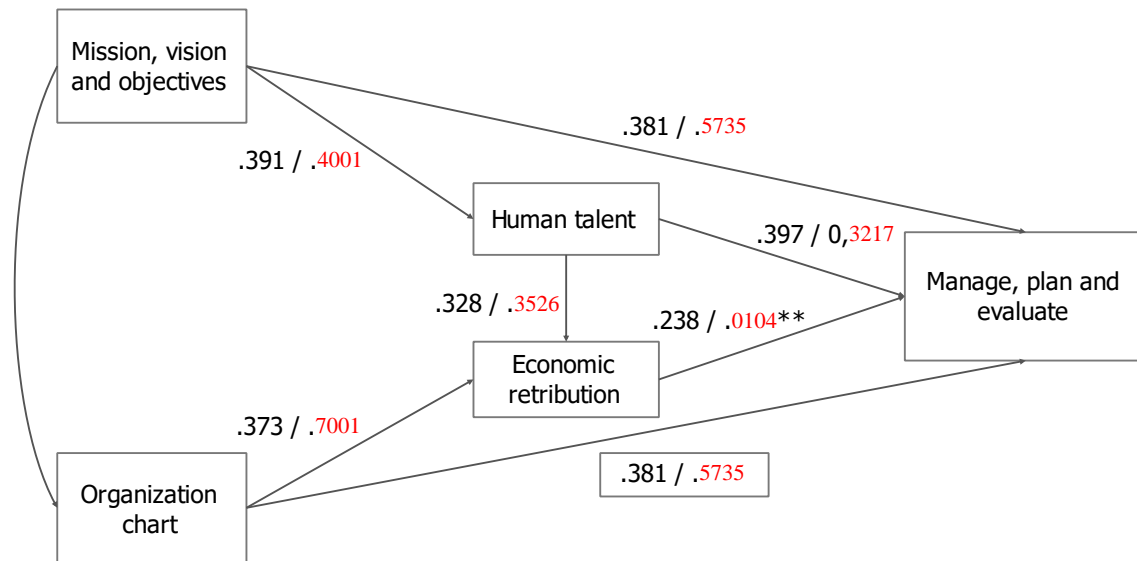 Mission, vision
and objectives
.381 / .5735
.391 / .4001
Human talent
.397 / 0,3217
Manage, plan and
evaluate
.328 / .3526
.238 / .0104**
Economic
retribution
.373 / .7001
.381 / .5735
Organization
chart